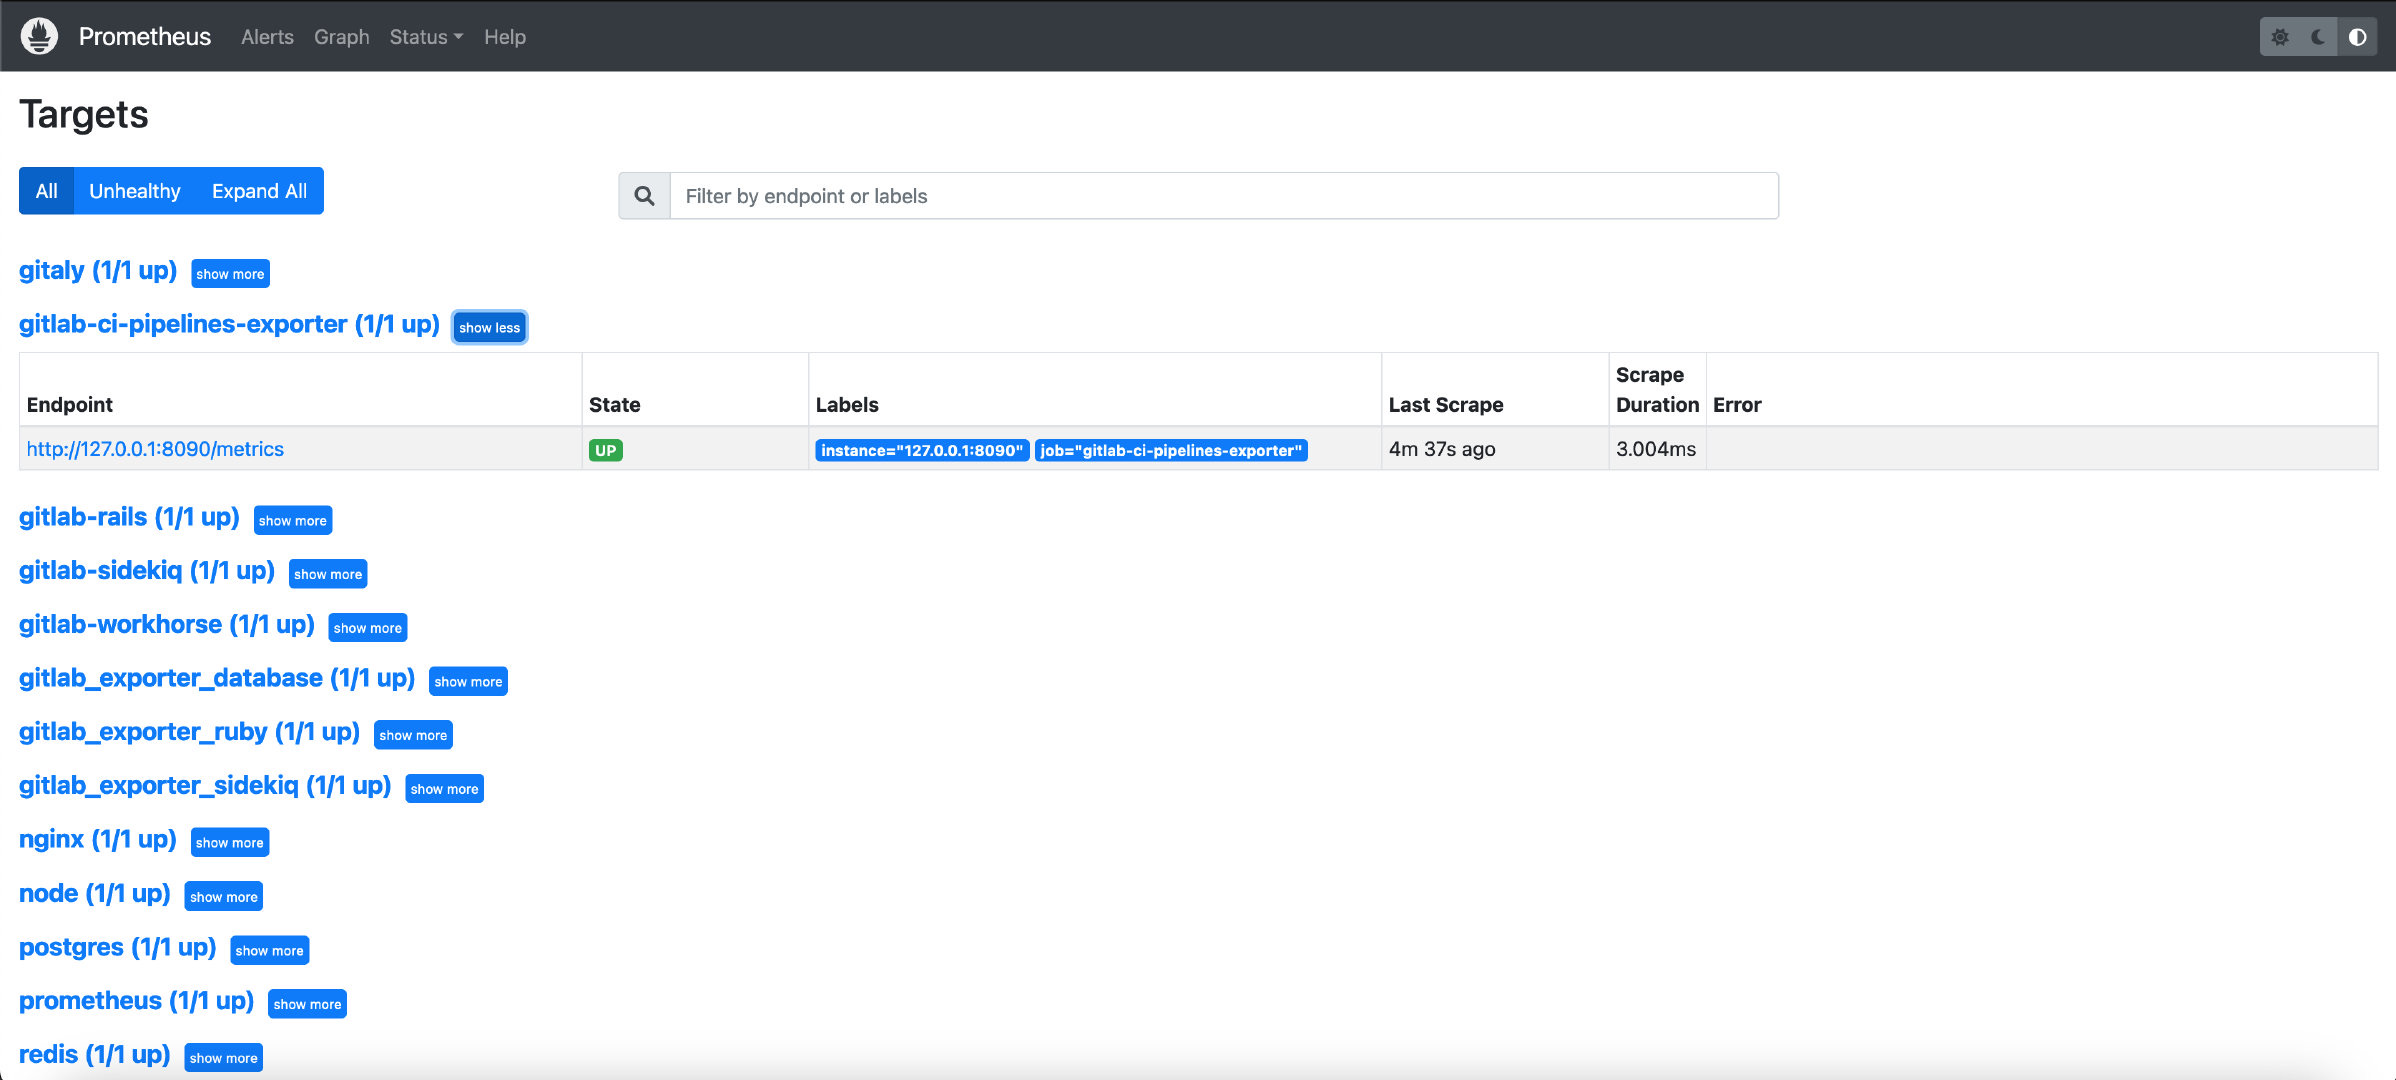 Prometheus Alerts Graph Status Help
Targets
All Unhealthy Expand All
Filter by endpoint or labels
gitaly (1/1 up) show more
gitlab-ci-pipelines-exporter (1/1 up) show less
Endpoint State Labels Last Scrape Scrape Duration Error
http://127.0.0.1:8090/metrics UP instance="127.0.0.1:8090" job="gitlab-ci-pipelines-exporter" 4m 37s ago 3.004ms
gitlab-rails (1/1 up) show more
gitlab-sidekiq (1/1 up) show more
gitlab-workhorse (1/1 up) show more
gitlab_exporter_database (1/1 up) show more
gitlab_exporter_ruby (1/1 up) show more
gitlab_exporter_sidekiq (1/1 up) show more
nginx (1/1 up) show more
node (1/1 up) show more
postgres (1/1 up) show more
prometheus (1/1 up) show more
redis (1/1 up) show more